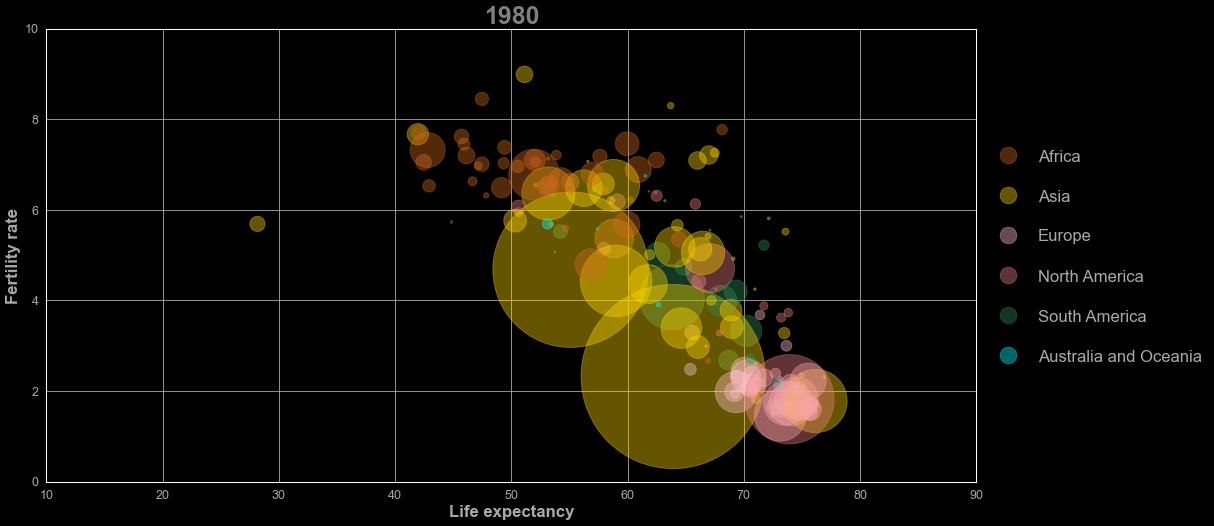 1980
10
8
6
4
2
0
Fertility rate
10 20 30 40 50 60 70 80 90
Life expectancy
Africa
Asia
Europe
North America
South America
Australia and Oceania